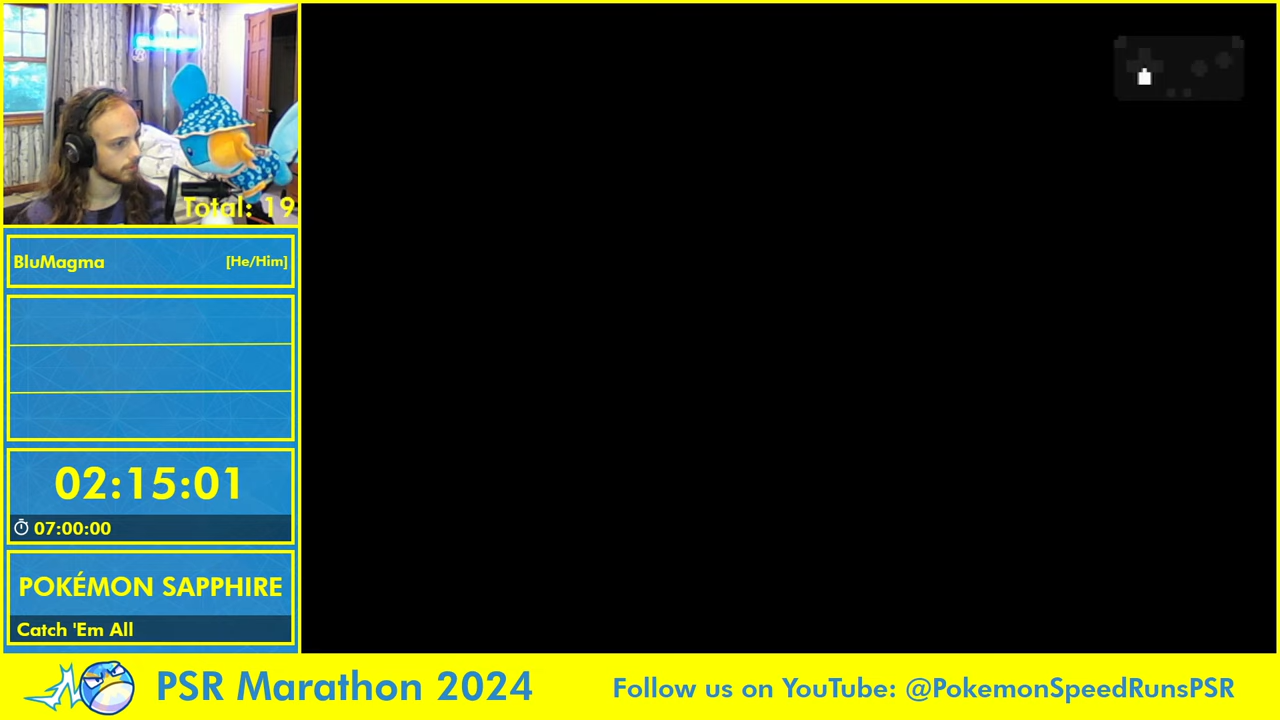 Total: 19
BluMagma
[He/Him]
02:15:01
07:00:00
POKÉMON SAPPHIRE
Catch 'Em All
PSR Marathon 2024
Follow us on YouTube: @PokemonSpeedRunsPSR